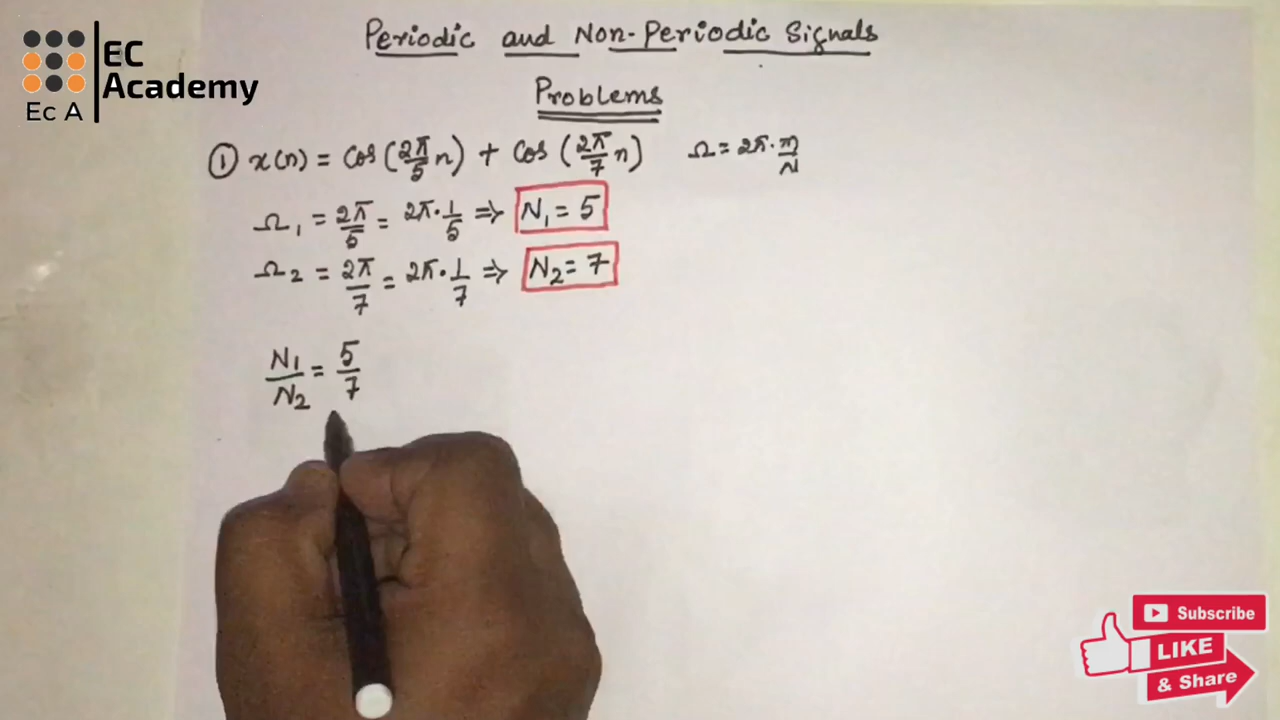 EC
Academy
Ec A
Periodic and Non-Periodic Signals
Problems
① x(n) = Cos(2π/5 n) + Cos(2π/7 n) Ω = 2π · m/N
Ω₁ = 2π/5 = 2π · 1/5 ⇒ N₁ = 5
Ω₂ = 2π/7 = 2π · 1/7 ⇒ N₂ = 7
N₁/N₂ = 5/7
Subscribe
LIKE
& Share